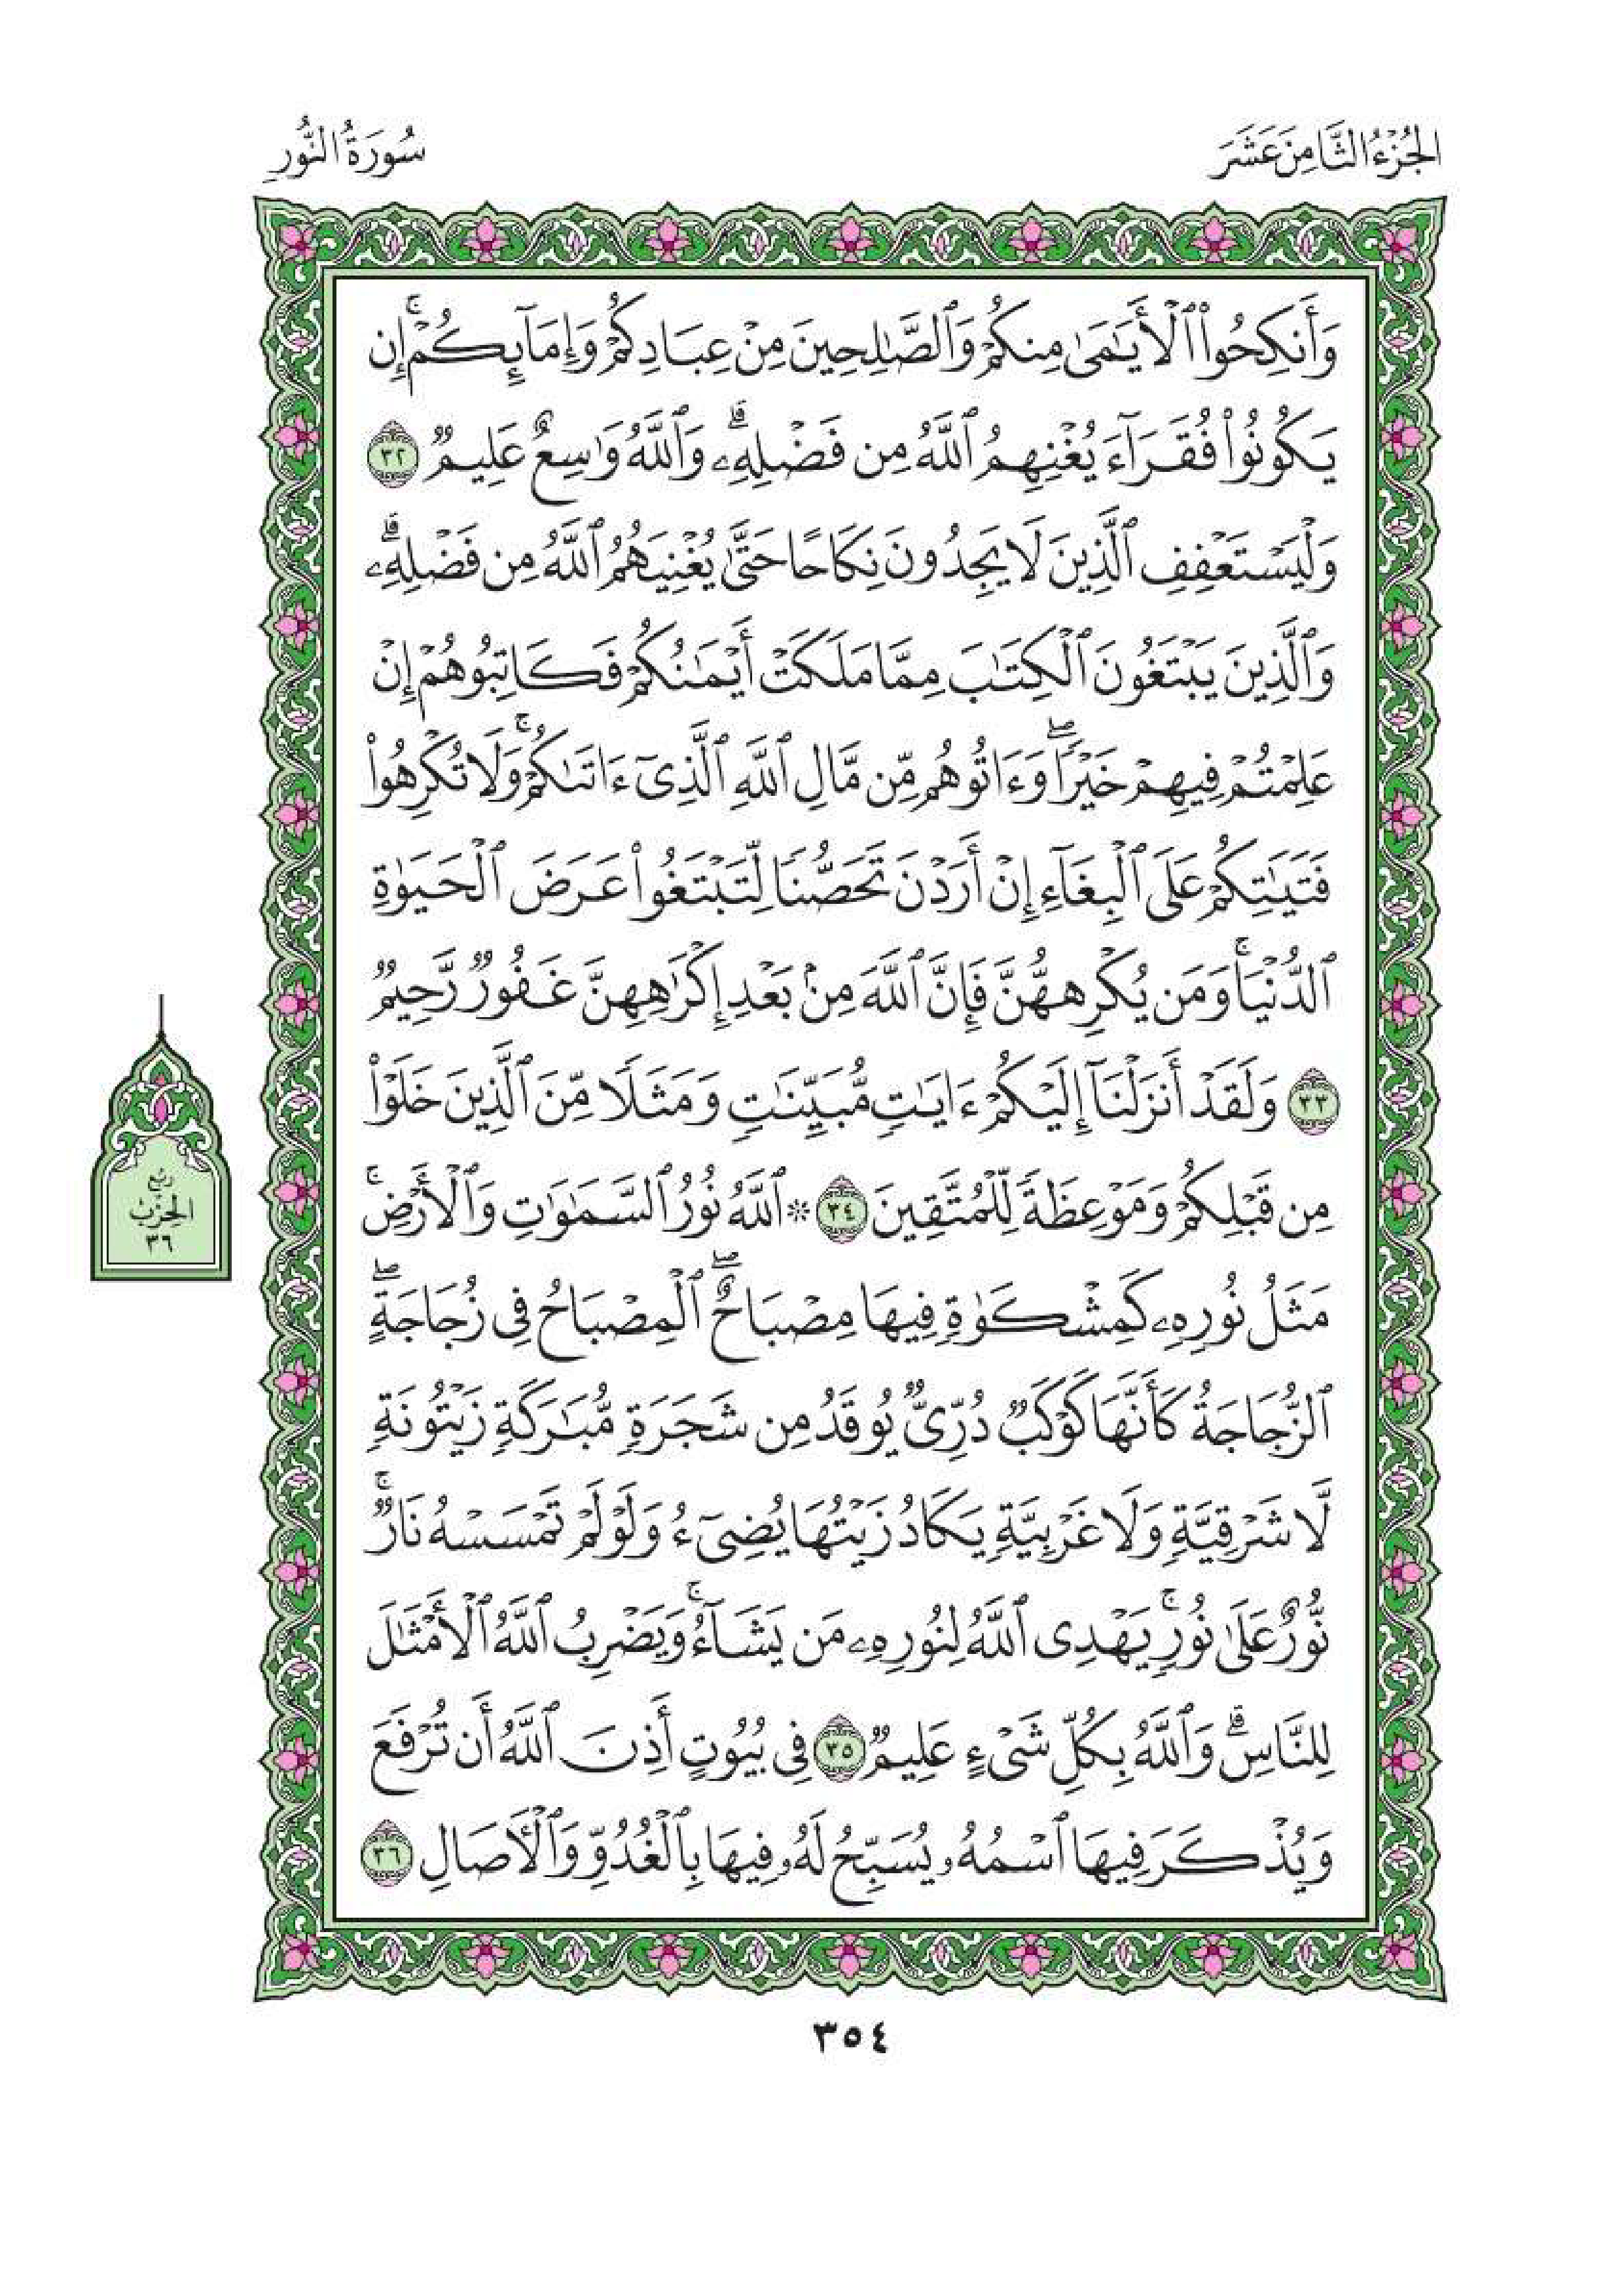 الجُزْءُ الثَّامِنَ عَشَرَ
سُورَةُ النُّورِ
وَأَنكِحُوا۟ ٱلْأَيَـٰمَىٰ مِنكُمْ وَٱلصَّـٰلِحِينَ مِنْ عِبَادِكُمْ وَإِمَآئِكُمْ ۚ إِن
يَكُونُوا۟ فُقَرَآءَ يُغْنِهِمُ ٱللَّهُ مِن فَضْلِهِۦ ۗ وَٱللَّهُ وَٰسِعٌ عَلِيمٌ ٣٢
وَلْيَسْتَعْفِفِ ٱلَّذِينَ لَا يَجِدُونَ نِكَاحًا حَتَّىٰ يُغْنِيَهُمُ ٱللَّهُ مِن فَضْلِهِۦ ۗ
وَٱلَّذِينَ يَبْتَغُونَ ٱلْكِتَـٰبَ مِمَّا مَلَكَتْ أَيْمَـٰنُكُمْ فَكَاتِبُوهُمْ إِنْ
عَلِمْتُمْ فِيهِمْ خَيْرًا ۖ وَءَاتُوهُم مِّن مَّالِ ٱللَّهِ ٱلَّذِىٓ ءَاتَىٰكُمْ ۚ وَلَا تُكْرِهُوا۟
فَتَيَـٰتِكُمْ عَلَى ٱلْبِغَآءِ إِنْ أَرَدْنَ تَحَصُّنًا لِّتَبْتَغُوا۟ عَرَضَ ٱلْحَيَوٰةِ
ٱلدُّنْيَا ۚ وَمَن يُكْرِههُّنَّ فَإِنَّ ٱللَّهَ مِنۢ بَعْدِ إِكْرَٰهِهِنَّ غَفُورٌ رَّحِيمٌ
٣٣ وَلَقَدْ أَنزَلْنَآ إِلَيْكُمْ ءَايَـٰتٍ مُّبَيِّنَـٰتٍ وَمَثَلًا مِّنَ ٱلَّذِينَ خَلَوْا۟
مِن قَبْلِكُمْ وَمَوْعِظَةً لِّلْمُتَّقِينَ ٣٤ * ٱللَّهُ نُورُ ٱلسَّمَـٰوَٰتِ وَٱلْأَرْضِ ۚ
رُبْعُ
الحِزْبِ
٣٦
مَثَلُ نُورِهِۦ كَمِشْكَوٰةٍ فِيهَا مِصْبَاحٌ ۖ ٱلْمِصْبَاحُ فِى زُجَاجَةٍ ۖ
ٱلزُّجَاجَةُ كَأَنَّهَا كَوْكَبٌ دُرِّىٌّ يُوقَدُ مِن شَجَرَةٍ مُّبَـٰرَكَةٍ زَيْتُونَةٍ
لَّا شَرْقِيَّةٍ وَلَا غَرْبِيَّةٍ يَكَادُ زَيْتُهَا يُضِىٓءُ وَلَوْ لَمْ تَمْسَسْهُ نَارٌ ۚ
نُّورٌ عَلَىٰ نُورٍ ۗ يَهْدِى ٱللَّهُ لِنُورِهِۦ مَن يَشَآءُ ۚ وَيَضْرِبُ ٱللَّهُ ٱلْأَمْثَـٰلَ
لِلنَّاسِ ۗ وَٱللَّهُ بِكُلِّ شَىْءٍ عَلِيمٌ ٣٥ فِى بُيُوتٍ أَذِنَ ٱللَّهُ أَن تُرْفَعَ
وَيُذْكَرَ فِيهَا ٱسْمُهُۥ يُسَبِّحُ لَهُۥ فِيهَا بِٱلْغُدُوِّ وَٱلْـَٔاصَالِ ٣٦
٣٥٤